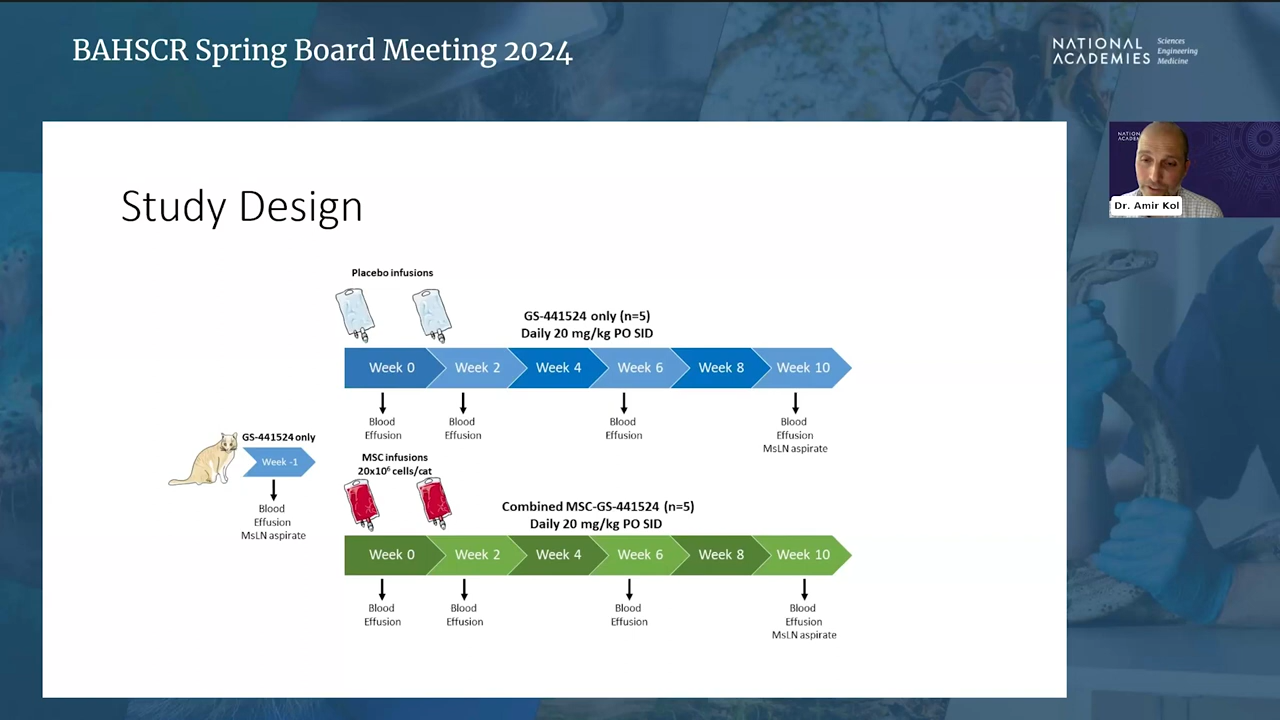 BAHSCR Spring Board Meeting 2024
NATIONAL
ACADEMIES
Sciences
Engineering
Medicine
Dr. Amir Kol
Study Design
Placebo infusions
GS-441524 only (n=5)
Daily 20 mg/kg PO SID
Week 0
Week 2
Week 4
Week 6
Week 8
Week 10
Blood
Effusion
Blood
Effusion
Blood
Effusion
Blood
Effusion
MsLN aspirate
GS-441524 only
Week -1
Blood
Effusion
MsLN aspirate
MSC infusions
20x10⁶ cells/cat
Combined MSC-GS-441524 (n=5)
Daily 20 mg/kg PO SID
Week 0
Week 2
Week 4
Week 6
Week 8
Week 10
Blood
Effusion
Blood
Effusion
Blood
Effusion
Blood
Effusion
MsLN aspirate